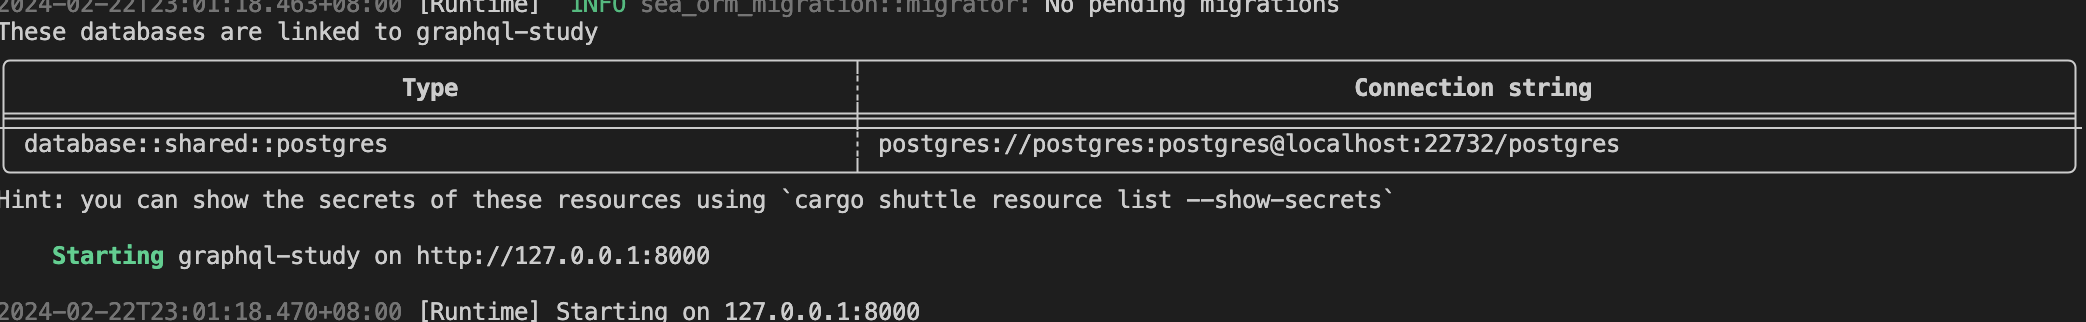 2024-02-22T23:01:18.463+08:00 [Runtime]  INFO sea_orm_migration::migrator: No pending migrations
These databases are linked to graphql-study
Type Connection string
database::shared::postgres postgres://postgres:postgres@localhost:22732/postgres
Hint: you can show the secrets of these resources using `cargo shuttle resource list --show-secrets`
Starting graphql-study on http://127.0.0.1:8000
2024-02-22T23:01:18.470+08:00 [Runtime] Starting on 127.0.0.1:8000